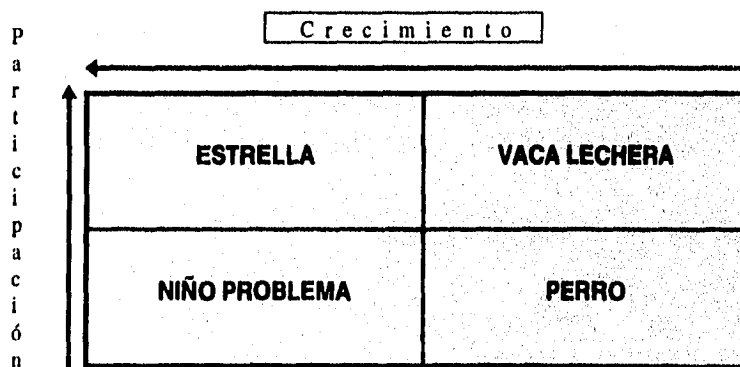 Crecimiento
Participación
ESTRELLA
VACA LECHERA
NIÑO PROBLEMA
PERRO